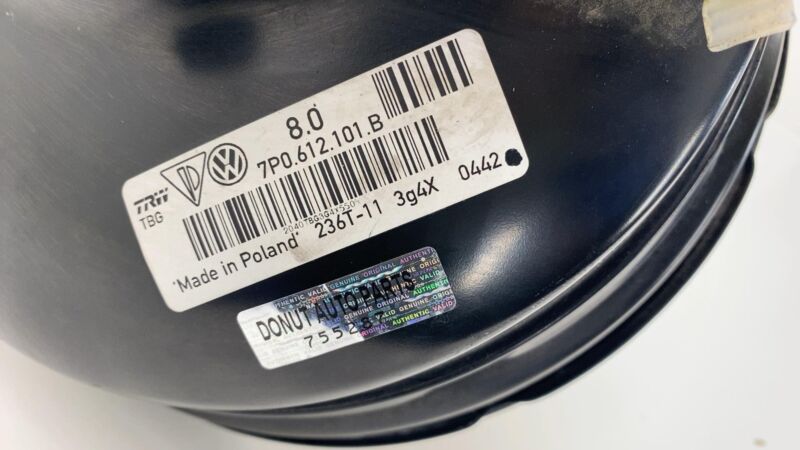 8.0
7P0.612.101.B
TRW
TBG
VW
236T-11 3g4X 0442
"Made in Poland"
DONUT AUTO PARTS
GENUINE ORIGINAL AUTHENTIC